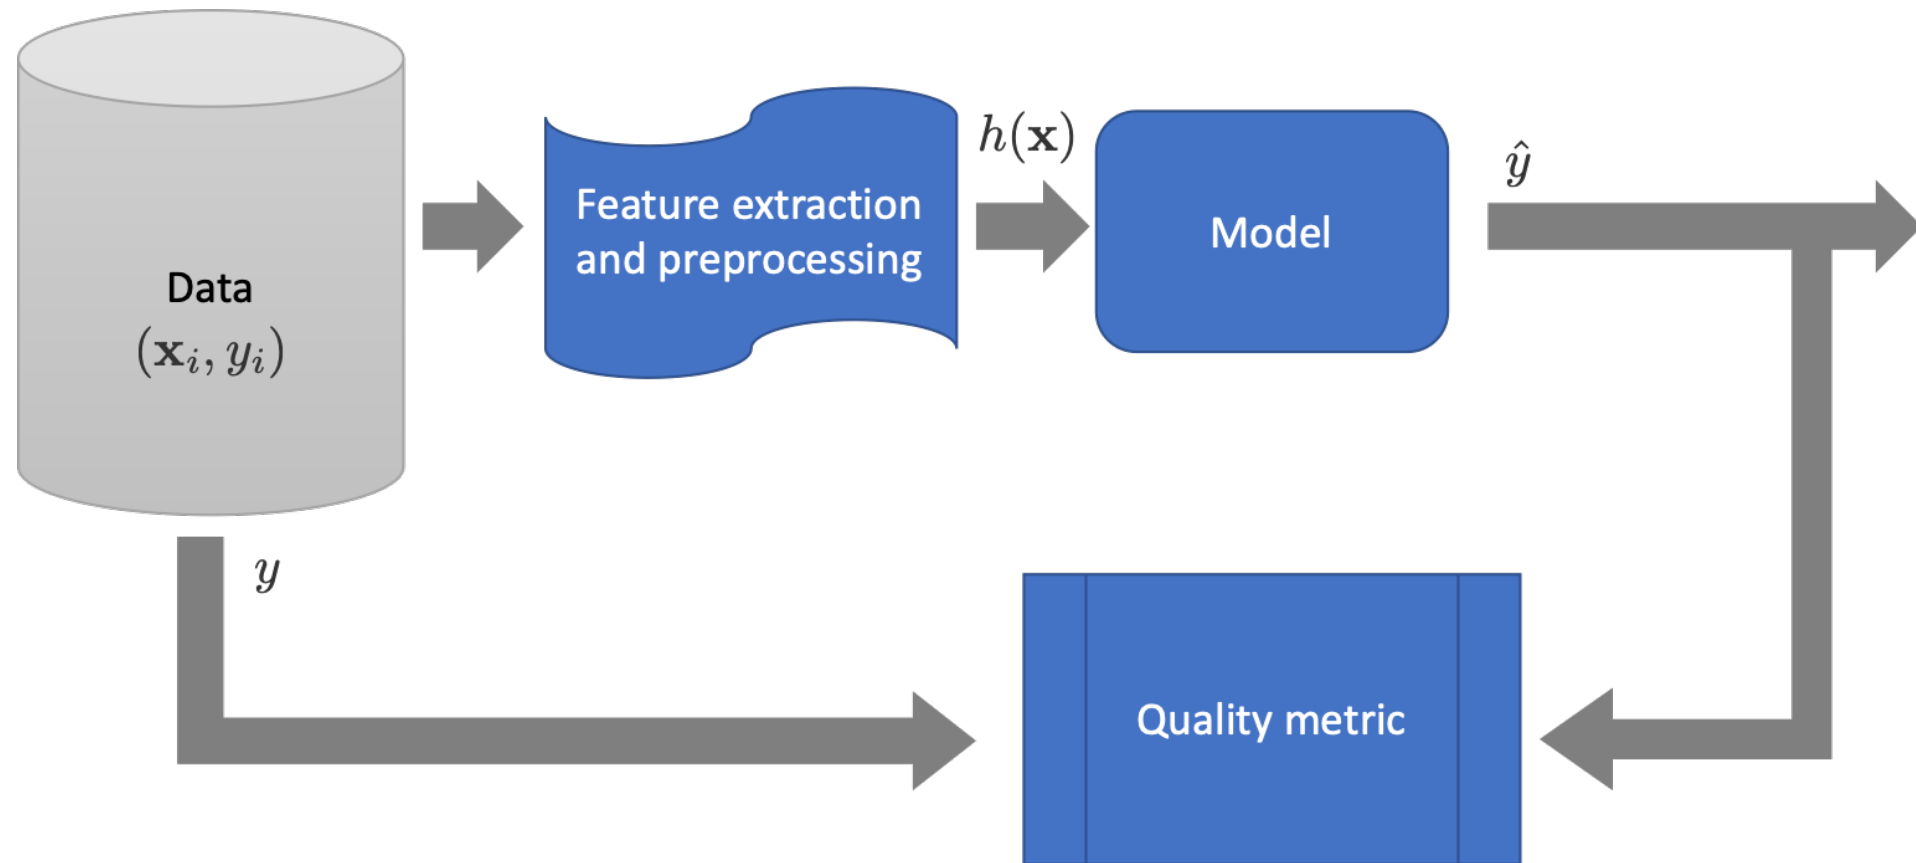 Data
(𝐱ᵢ, yᵢ)
Feature extraction
and preprocessing
h(𝐱)
Model
ŷ
y
Quality metric